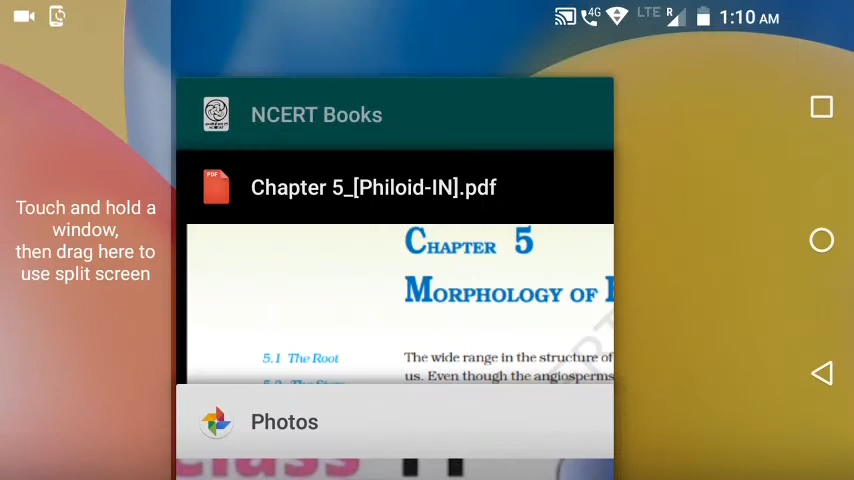 4G LTE R 1:10 AM
NCERT Books
PDF
Chapter 5_[Philoid-IN].pdf
Touch and hold a
window,
then drag here to
use split screen
CHAPTER 5
MORPHOLOGY OF
5.1 The Root
The wide range in the structure of
us. Even though the angiosperms
Photos